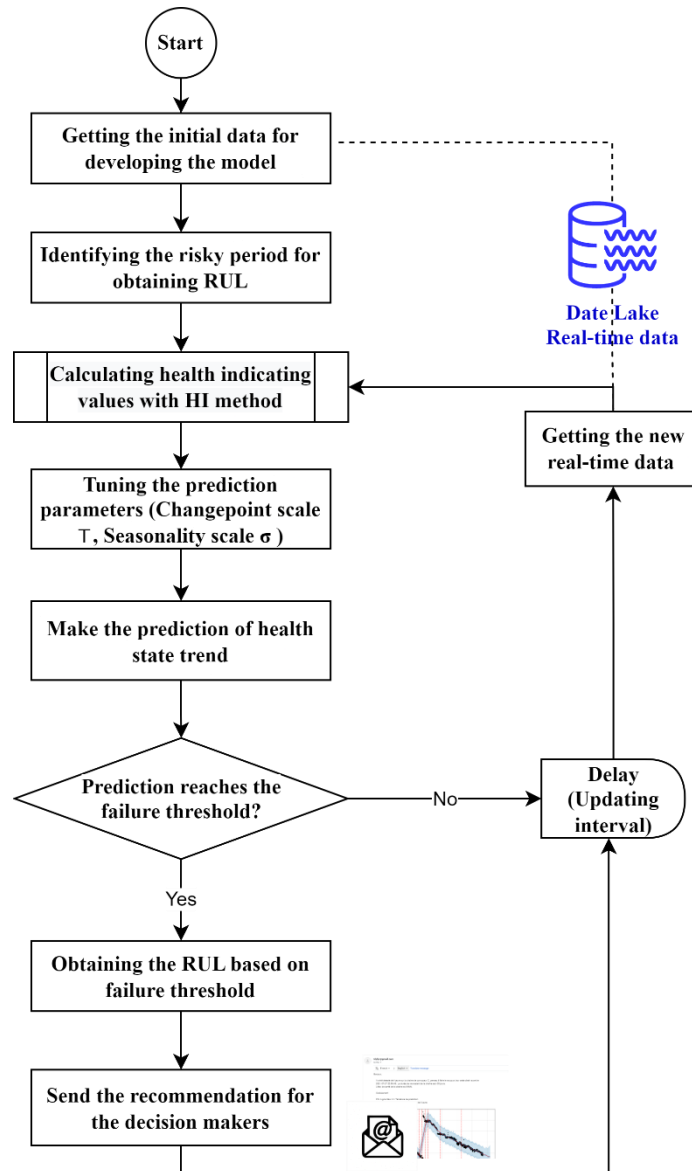 Start
Getting the initial data for
developing the model
Identifying the risky period for
obtaining RUL
Date Lake
Real-time data
Calculating health indicating
values with HI method
Getting the new
real-time data
Tuning the prediction
parameters (Changepoint scale
τ, Seasonality scale σ )
Make the prediction of health
state trend
Prediction reaches the
failure threshold?
No
Delay
(Updating
interval)
Yes
Obtaining the RUL based on
failure threshold
Send the recommendation for
the decision makers
@